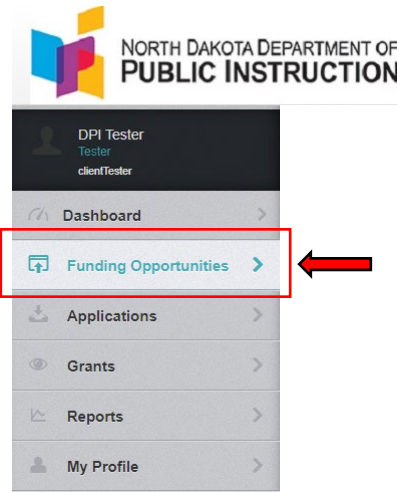 NORTH DAKOTA DEPARTMENT OF
PUBLIC INSTRUCTION
DPI Tester
Tester
clientTester
Dashboard
Funding Opportunities
Applications
Grants
Reports
My Profile